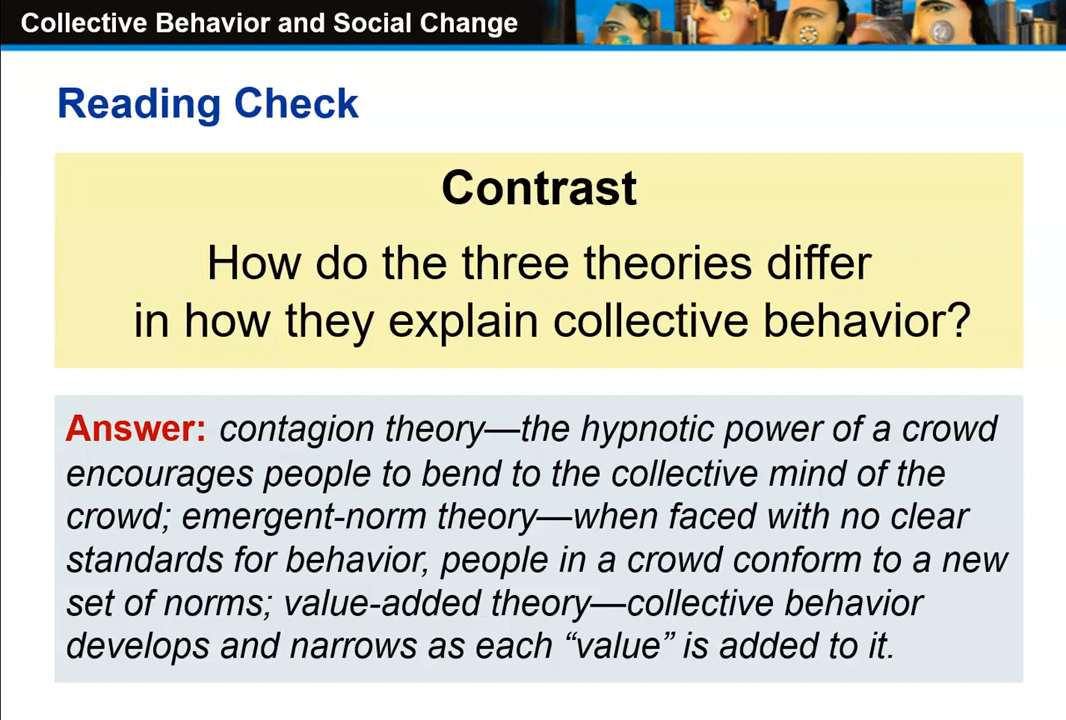 Collective Behavior and Social Change
Reading Check
Contrast
How do the three theories differ
in how they explain collective behavior?
Answer: contagion theory—the hypnotic power of a crowd
encourages people to bend to the collective mind of the
crowd; emergent-norm theory—when faced with no clear
standards for behavior, people in a crowd conform to a new
set of norms; value-added theory—collective behavior
develops and narrows as each “value” is added to it.